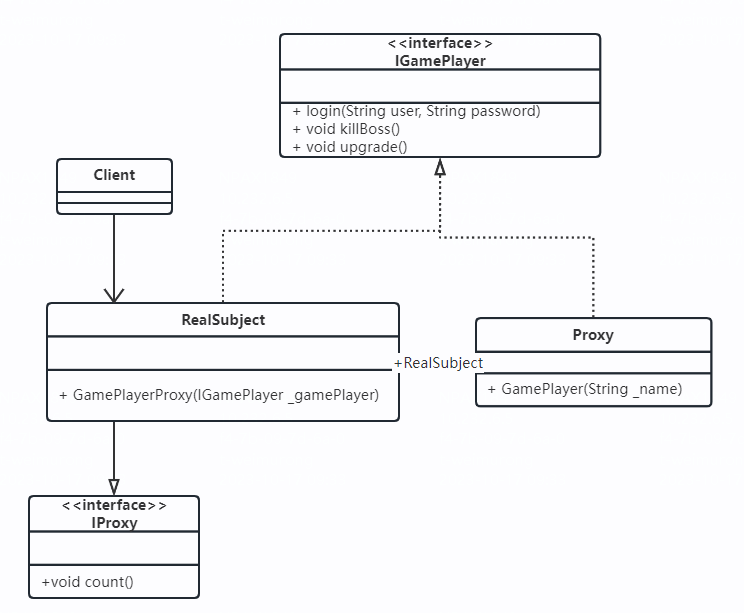 <<interface>>
IGamePlayer
+ login(String user, String password)
+ void killBoss()
+ void upgrade()
Client
RealSubject
+ GamePlayerProxy(IGamePlayer _gamePlayer)
+RealSubject
Proxy
+ GamePlayer(String _name)
<<interface>>
IProxy
+void count()